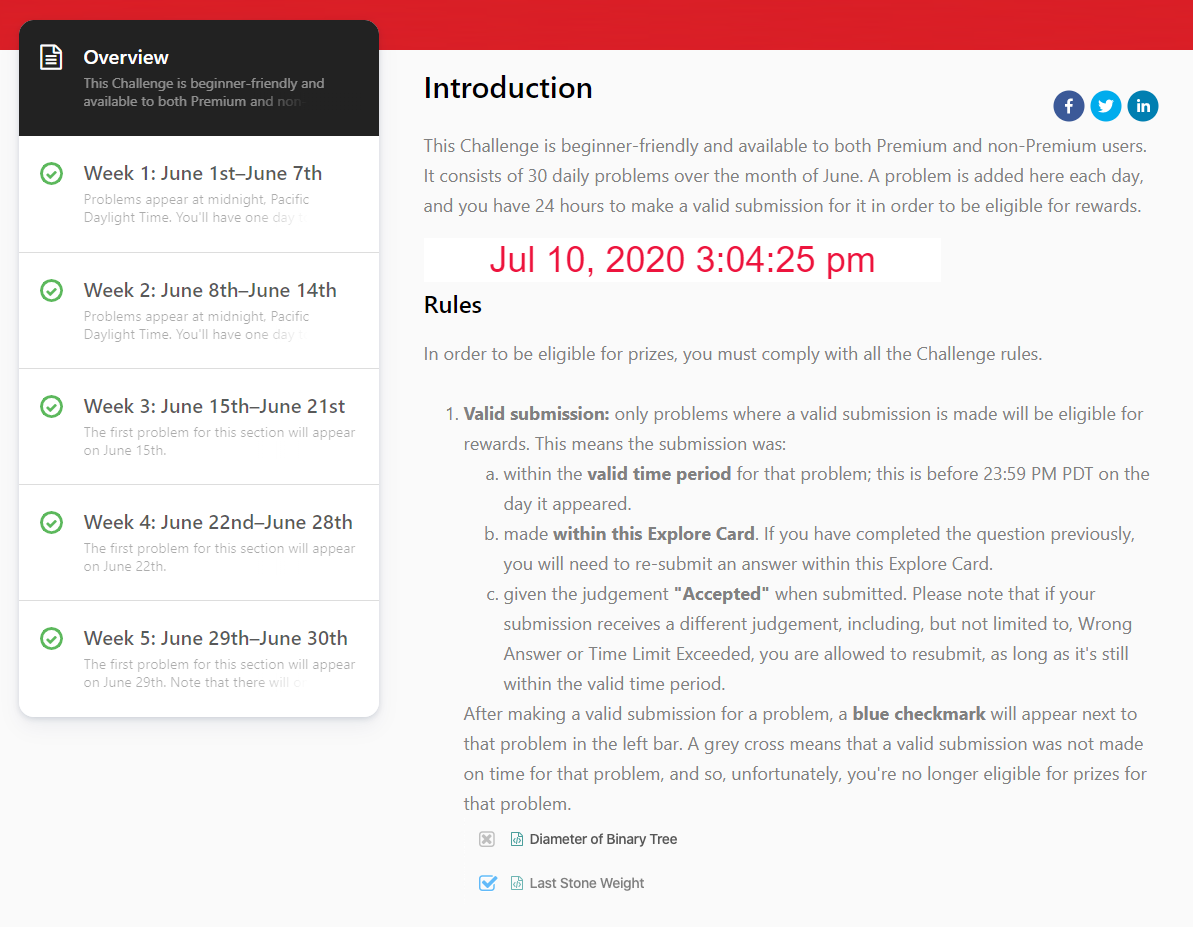 Overview
This Challenge is beginner-friendly and
available to both Premium and non-
Week 1: June 1st–June 7th
Problems appear at midnight, Pacific
Daylight Time. You'll have one day
Week 2: June 8th–June 14th
Problems appear at midnight, Pacific
Daylight Time. You'll have one day
Week 3: June 15th–June 21st
The first problem for this section will appear
on June 15th.
Week 4: June 22nd–June 28th
The first problem for this section will appear
on June 22th.
Week 5: June 29th–June 30th
The first problem for this section will appear
on June 29th. Note that there will
Introduction
This Challenge is beginner-friendly and available to both Premium and non-Premium users.
It consists of 30 daily problems over the month of June. A problem is added here each day,
and you have 24 hours to make a valid submission for it in order to be eligible for rewards.
Jul 10, 2020 3:04:25 pm
Rules
In order to be eligible for prizes, you must comply with all the Challenge rules.
1. Valid submission: only problems where a valid submission is made will be eligible for
rewards. This means the submission was:
a. within the valid time period for that problem; this is before 23:59 PM PDT on the
day it appeared.
b. made within this Explore Card. If you have completed the question previously,
you will need to re-submit an answer within this Explore Card.
c. given the judgement "Accepted" when submitted. Please note that if your
submission receives a different judgement, including, but not limited to, Wrong
Answer or Time Limit Exceeded, you are allowed to resubmit, as long as it's still
within the valid time period.
After making a valid submission for a problem, a blue checkmark will appear next to
that problem in the left bar. A grey cross means that a valid submission was not made
on time for that problem, and so, unfortunately, you're no longer eligible for prizes for
that problem.
Diameter of Binary Tree
Last Stone Weight